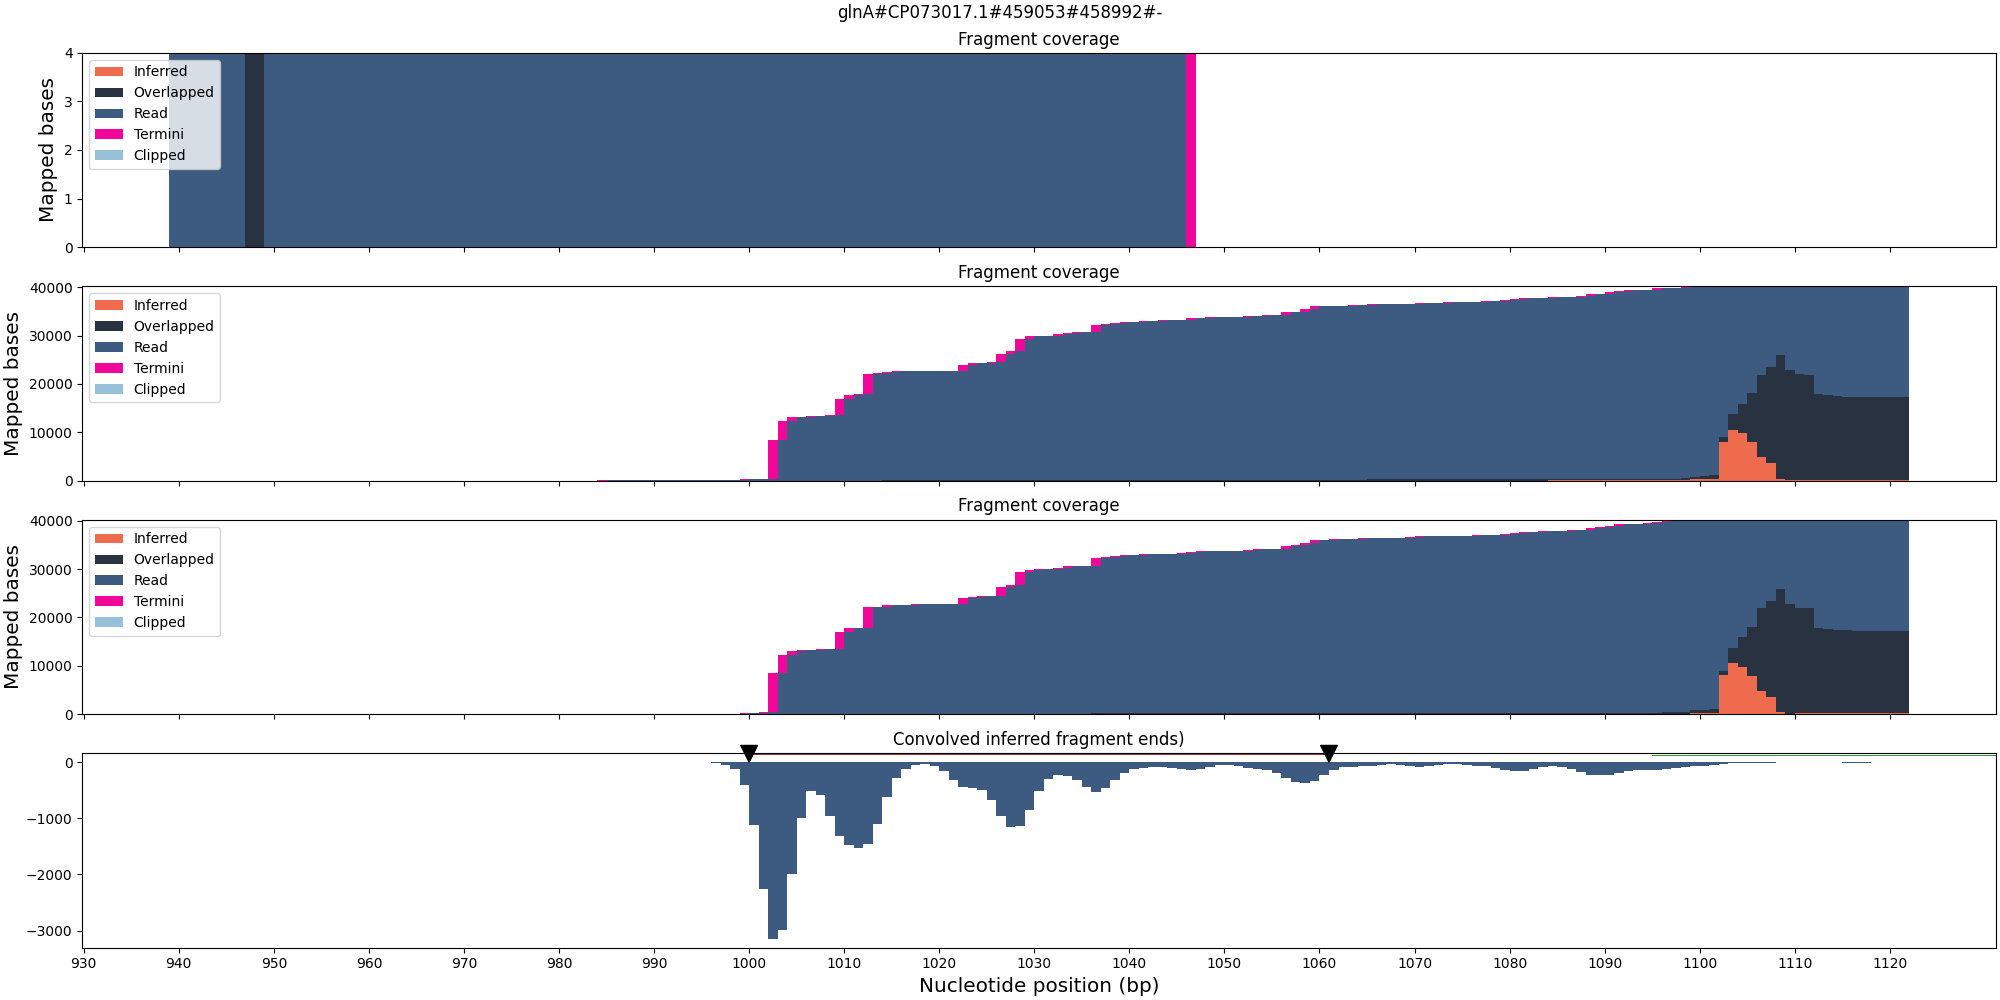 glnA#CP073017.1#459053#458992#-
Fragment coverage
Mapped bases
4
3
2
1
0
Inferred
Overlapped
Read
Termini
Clipped
Fragment coverage
Mapped bases
40000
30000
20000
10000
0
Inferred
Overlapped
Read
Termini
Clipped
Fragment coverage
Mapped bases
40000
30000
20000
10000
0
Inferred
Overlapped
Read
Termini
Clipped
Convolved inferred fragment ends)
0
−1000
−2000
−3000
930 940 950 960 970 980 990 1000 1010 1020 1030 1040 1050 1060 1070 1080 1090 1100 1110 1120
Nucleotide position (bp)